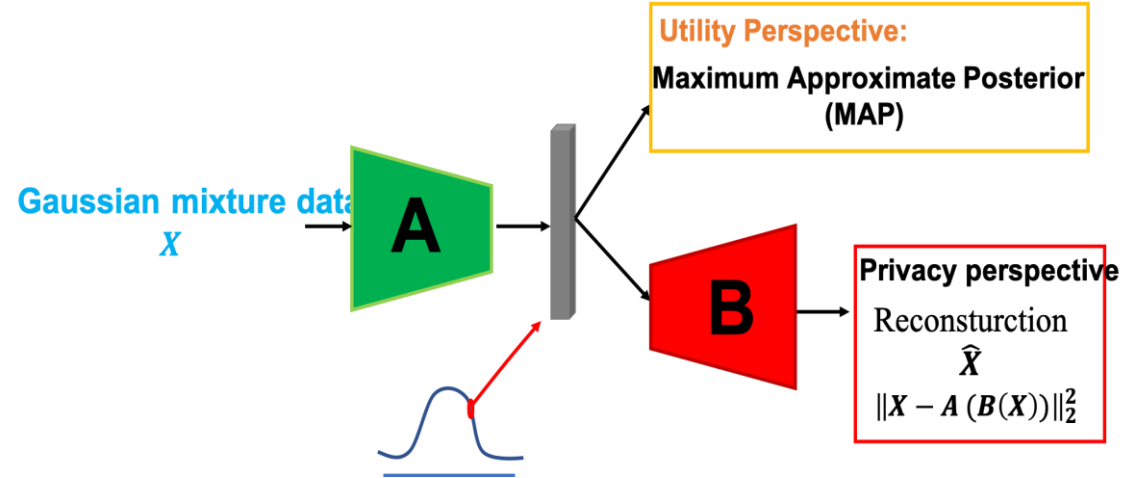 Utility Perspective:
Maximum Approximate Posterior
(MAP)
Gaussian mixture data
X
A
B
Privacy perspective
Reconsturction
X̂
‖X − A (B(X))‖₂²